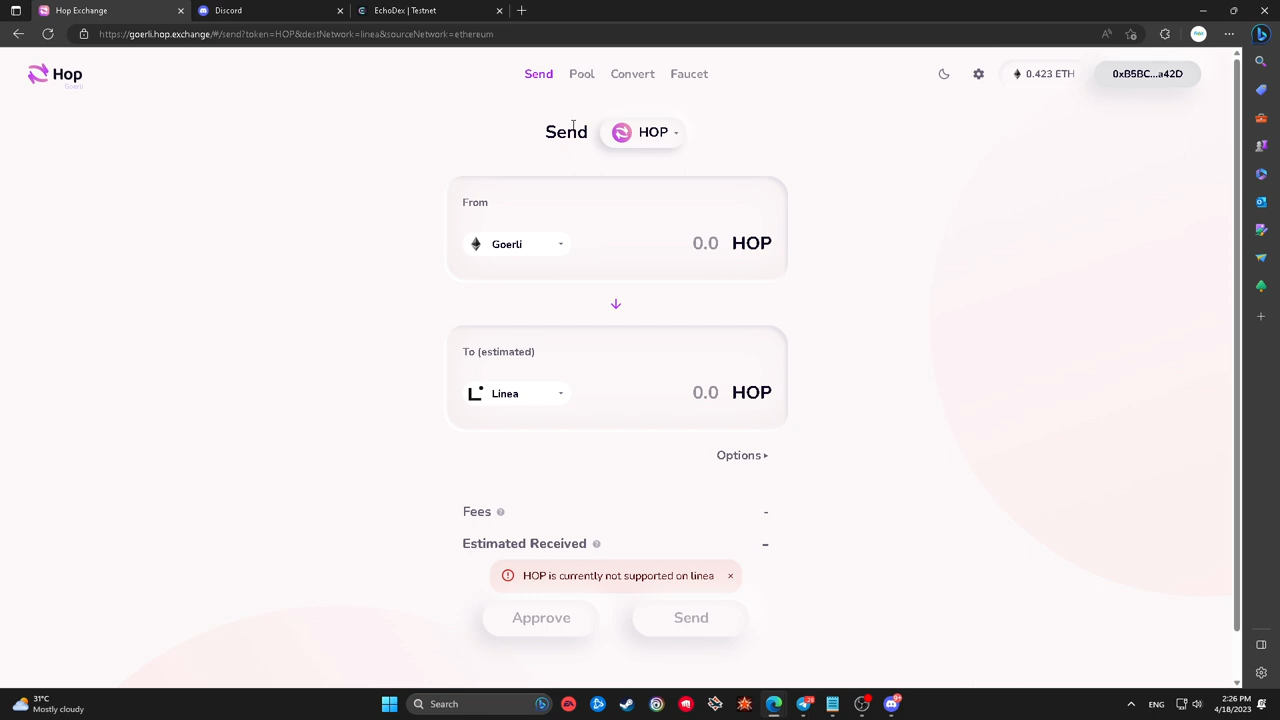 Hop Exchange
Discord
EchoDex | Testnet
https://goerli.hop.exchange/#/send?token=HOP&destNetwork=linea&sourceNetwork=ethereum
Hop
Goerli
Send
Pool
Convert
Faucet
0.423 ETH
0xB5BC...a42D
Send
HOP
From
Goerli
0.0 HOP
To (estimated)
Linea
0.0 HOP
Options
Fees
-
Estimated Received
-
HOP is currently not supported on linea
Approve
Send
31°C
Mostly cloudy
Search
ENG
2:26 PM
4/18/2023